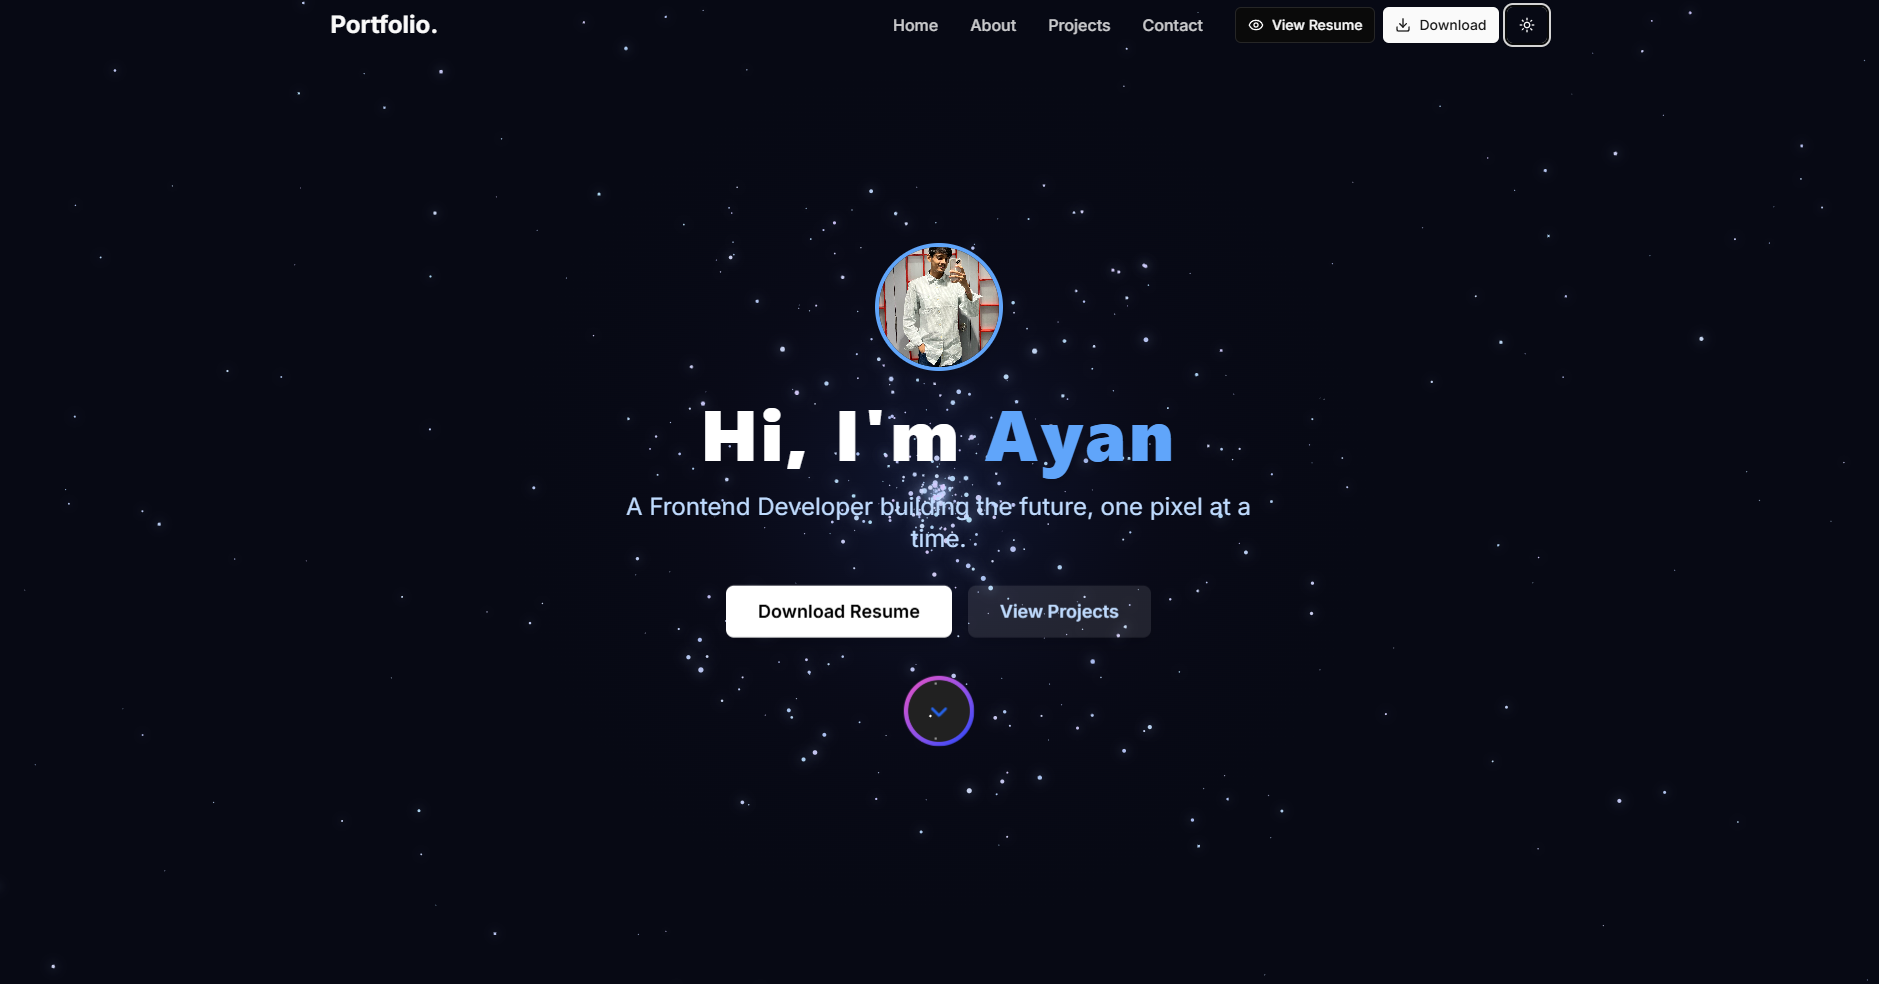 Portfolio.
Home
About
Projects
Contact
View Resume
Download
Hi, I'm Ayan
A Frontend Developer building the future, one pixel at a
time.
Download Resume
View Projects